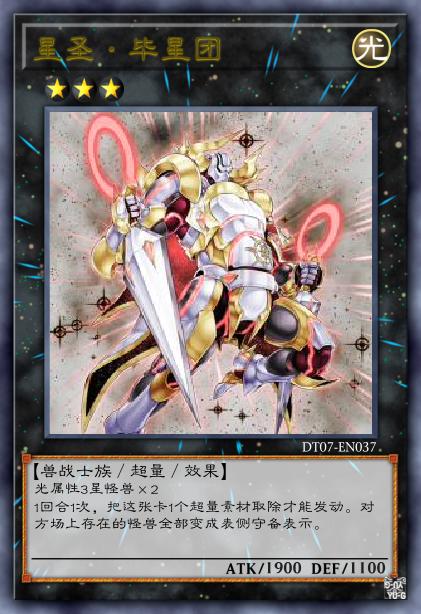 星圣·毕星团
光
DT07-EN037
【兽战士族/超量/效果】
光属性3星怪兽×2
1回合1次，把这张卡1个超量素材取除才能发动。对
方场上存在的怪兽全部变成表侧守备表示。
ATK/1900 DEF/1100